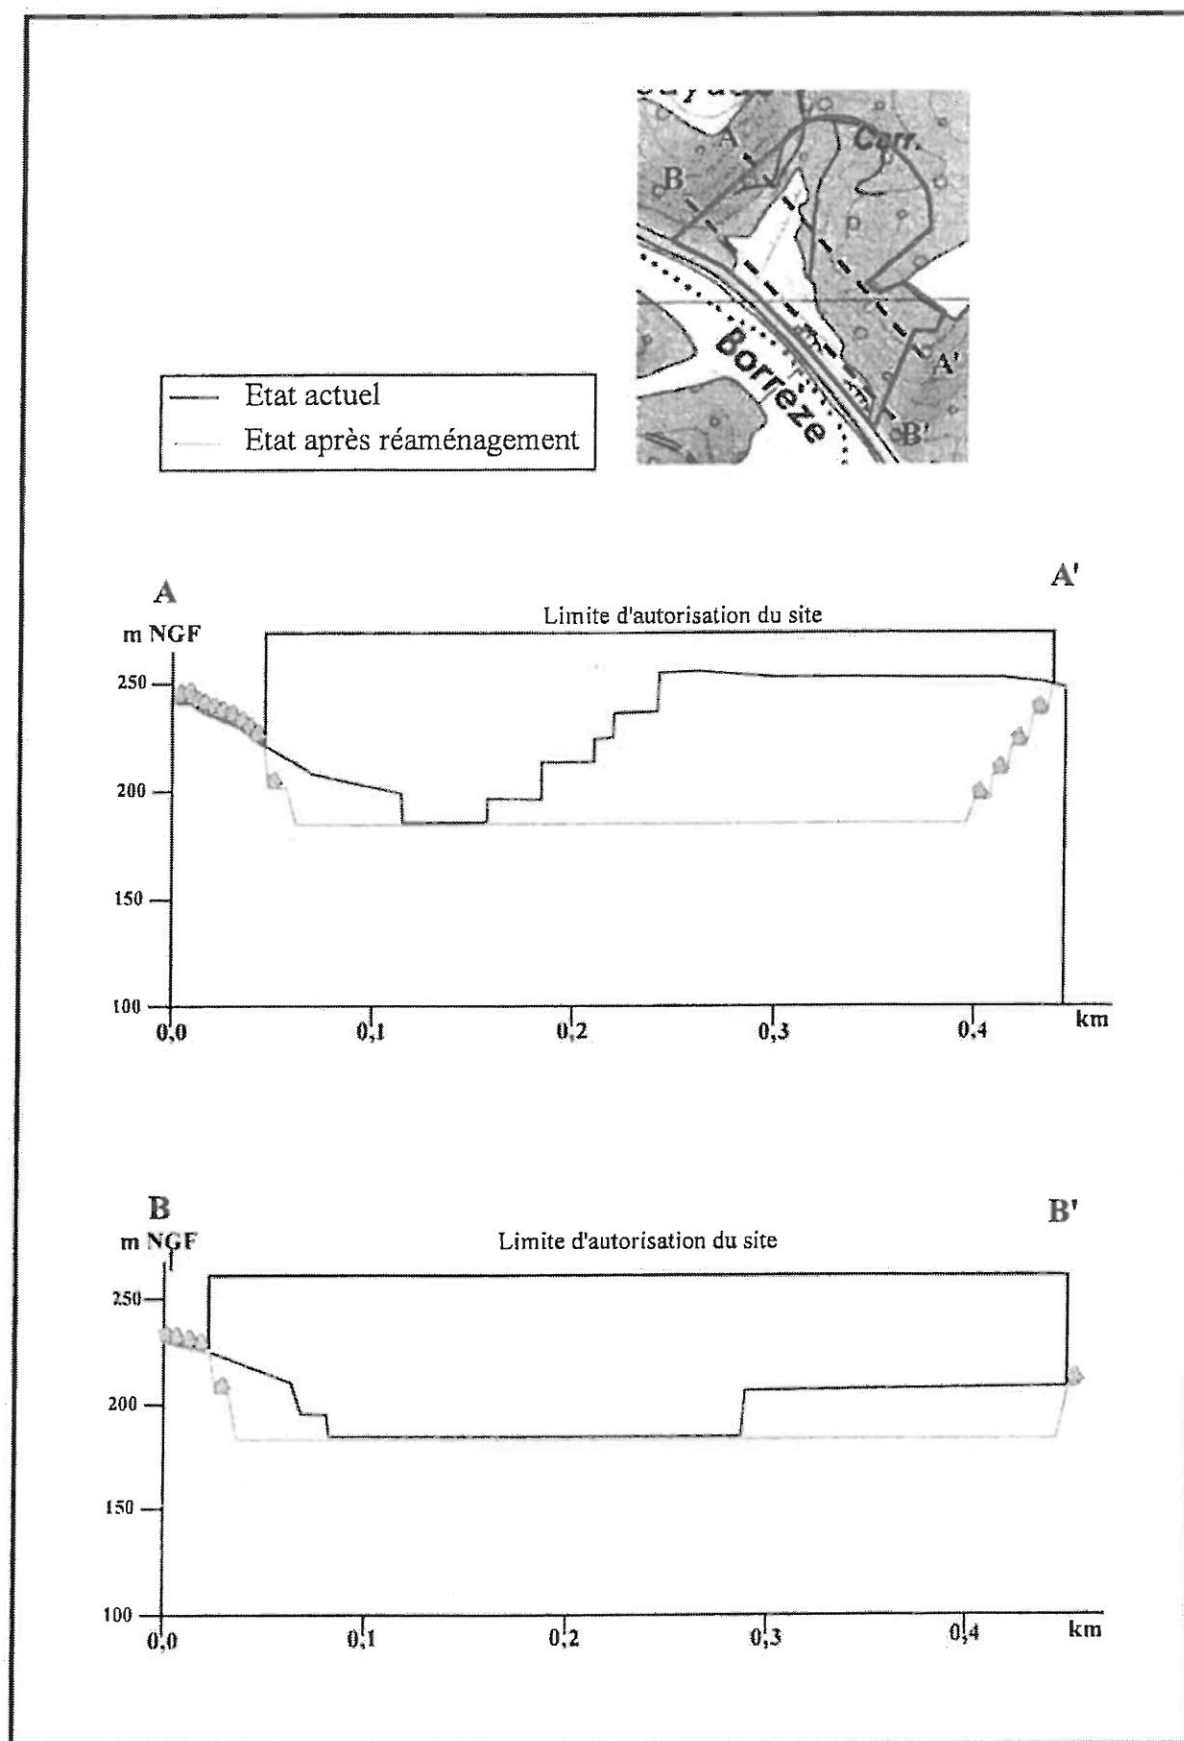 A
Carr.
B
Borrèze
A'
B'
Etat actuel
Etat après réaménagement
A
A'
m NGF
Limite d'autorisation du site
250
200
150
100
0,0
0,1
0,2
0,3
0,4
km
B
B'
m NGF
Limite d'autorisation du site
250
200
150
100
0,0
0,1
0,2
0,3
0,4
km